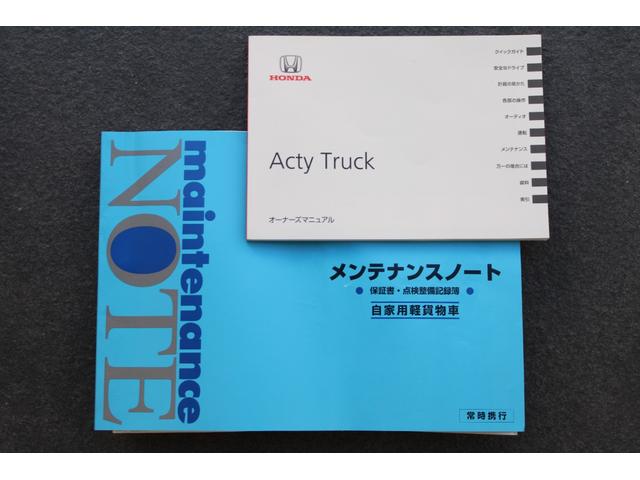 HONDA
Acty Truck
オーナーズマニュアル
クイックガイド
安全なドライブ
計器の見かた
各部の操作
オーディオ
運転
メンテナンス
万一の場合には
資料
索引
maintenance
NOTE
メンテナンスノート
● 保証書・点検整備記録簿 ●
自家用軽貨物車
常時携行